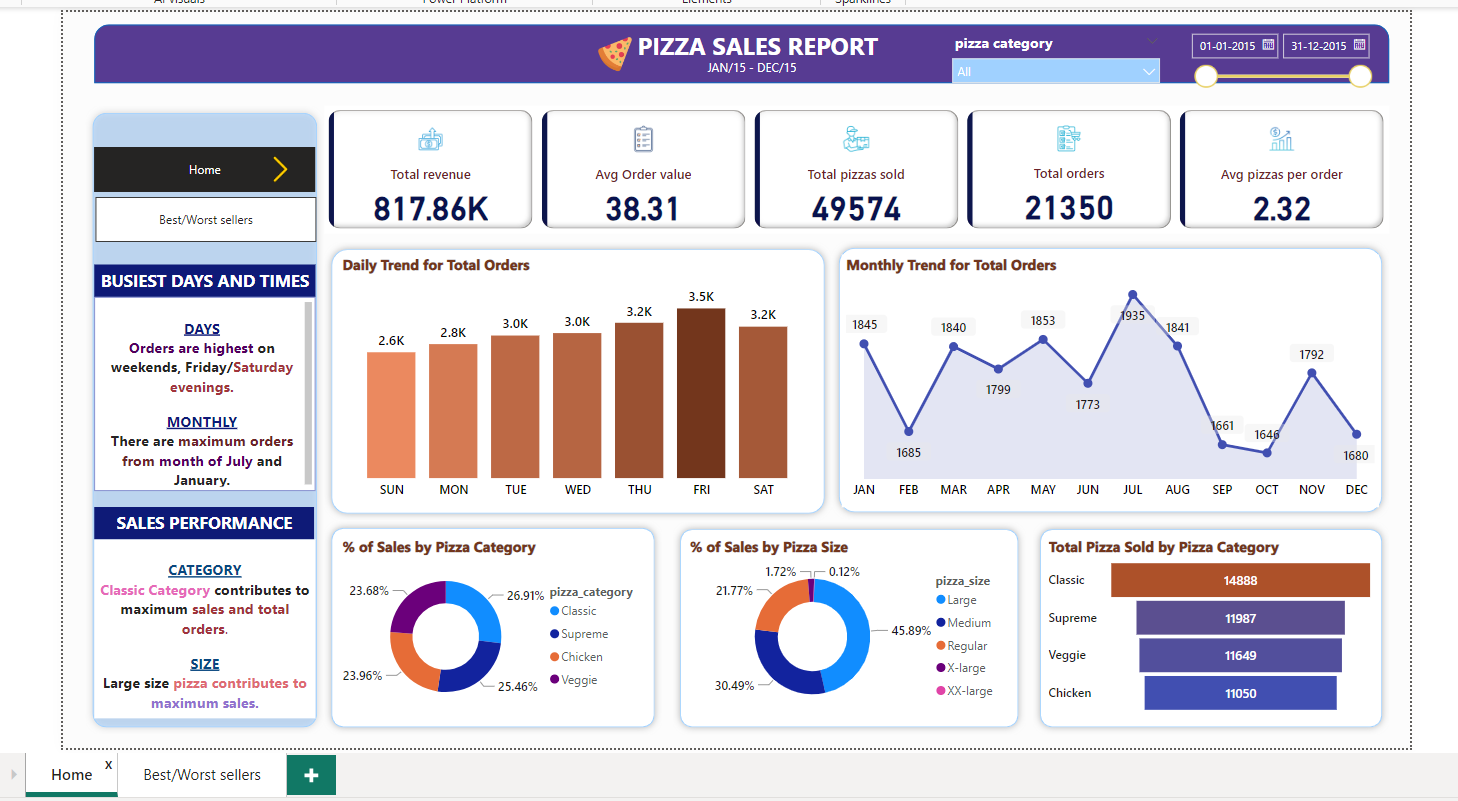 AI visuals
Power Platform
Elements
Sparklines
PIZZA SALES REPORT
JAN/15 - DEC/15
pizza category
All
01-01-2015
31-12-2015
Home
Best/Worst sellers
BUSIEST DAYS AND TIMES
DAYS
Orders are highest on
weekends, Friday/Saturday
evenings.
MONTHLY
There are maximum orders
from month of July and
January.
SALES PERFORMANCE
CATEGORY
Classic Category contributes to
maximum sales and total
orders.
SIZE
Large size pizza contributes to
maximum sales.
Total revenue
817.86K
Avg Order value
38.31
Total pizzas sold
49574
Total orders
21350
Avg pizzas per order
2.32
Daily Trend for Total Orders
2.6K
2.8K
3.0K
3.0K
3.2K
3.5K
3.2K
SUN MON TUE WED THU FRI SAT
Monthly Trend for Total Orders
1845
1685
1840
1799
1853
1773
1935
1841
1661
1646
1792
1680
JAN FEB MAR APR MAY JUN JUL AUG SEP OCT NOV DEC
% of Sales by Pizza Category
23.68%
26.91%
23.96%
25.46%
pizza_category
Classic
Supreme
Chicken
Veggie
% of Sales by Pizza Size
1.72%
0.12%
21.77%
45.89%
30.49%
pizza_size
Large
Medium
Regular
X-large
XX-large
Total Pizza Sold by Pizza Category
Classic 14888
Supreme 11987
Veggie 11649
Chicken 11050
Home x
Best/Worst sellers
+